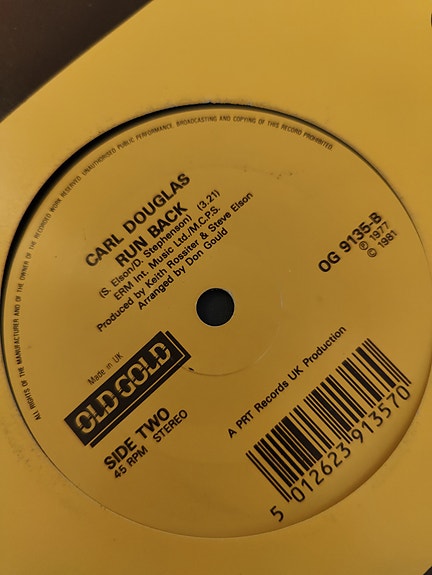 ALL RIGHTS OF THE MANUFACTURER AND OF THE OWNER OF THE RECORDED WORK RESERVED. UNAUTHORISED PUBLIC PERFORMANCE, BROADCASTING AND COPYING OF THIS RECORD PROHIBITED.
CARL DOUGLAS
RUN BACK
(S. Elson/D. Stephenson) (3.21)
ERM Int. Music Ltd./M.C.P.S.
Produced by Keith Rossiter & Steve Elson
Arranged by Don Gould
OG 9135-B
℗ 1977
© 1981
Made in UK
OLD GOLD
SIDE TWO
45 RPM STEREO
A PRT Records UK Production
5 012623 913570